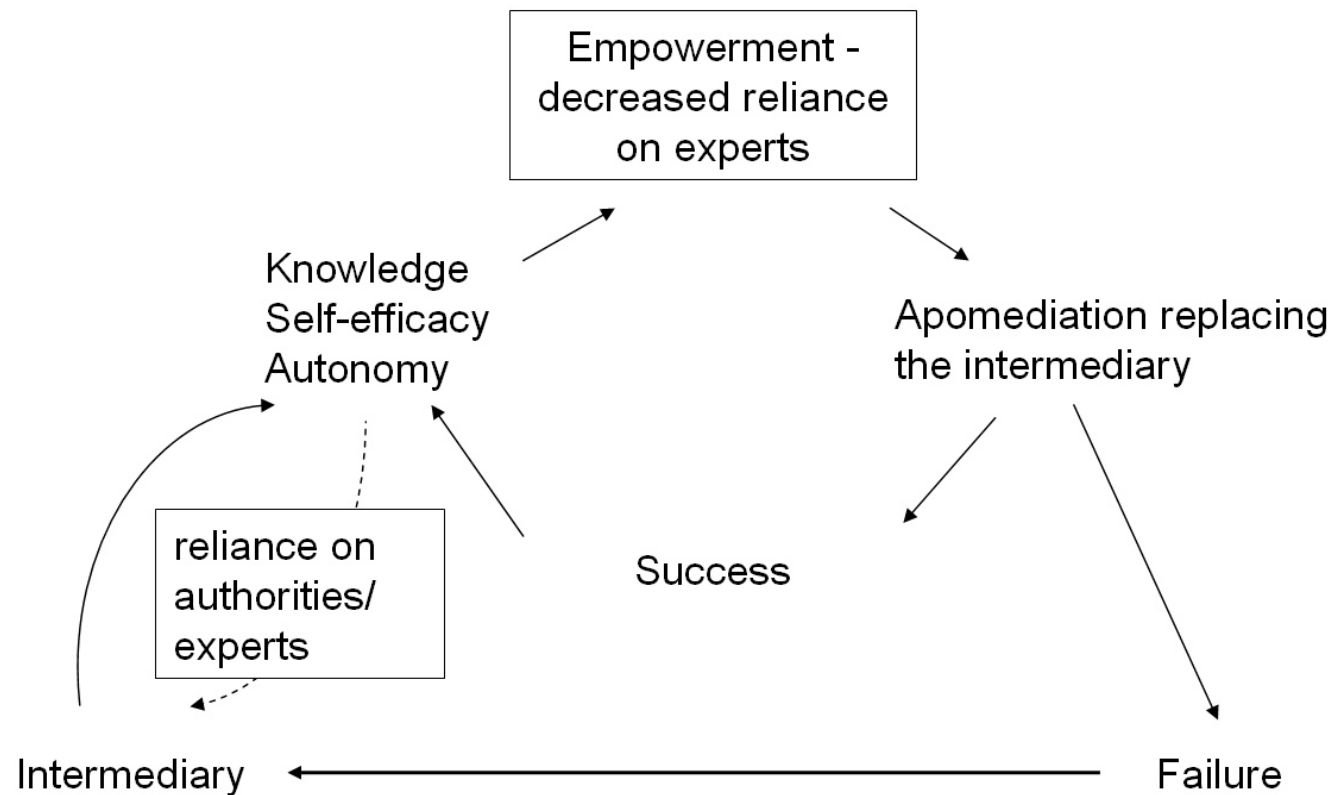 Empowerment -
decreased reliance
on experts
Knowledge
Self-efficacy
Autonomy
Apomediation replacing
the intermediary
reliance on
authorities/
experts
Success
Intermediary
Failure